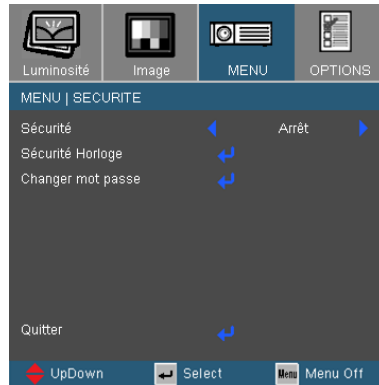 Luminosité Image MENU OPTIONS
MENU | SECURITE
Sécurité Arrêt
Sécurité Horloge
Changer mot passe
Quitter
UpDown Select Menu Menu Off